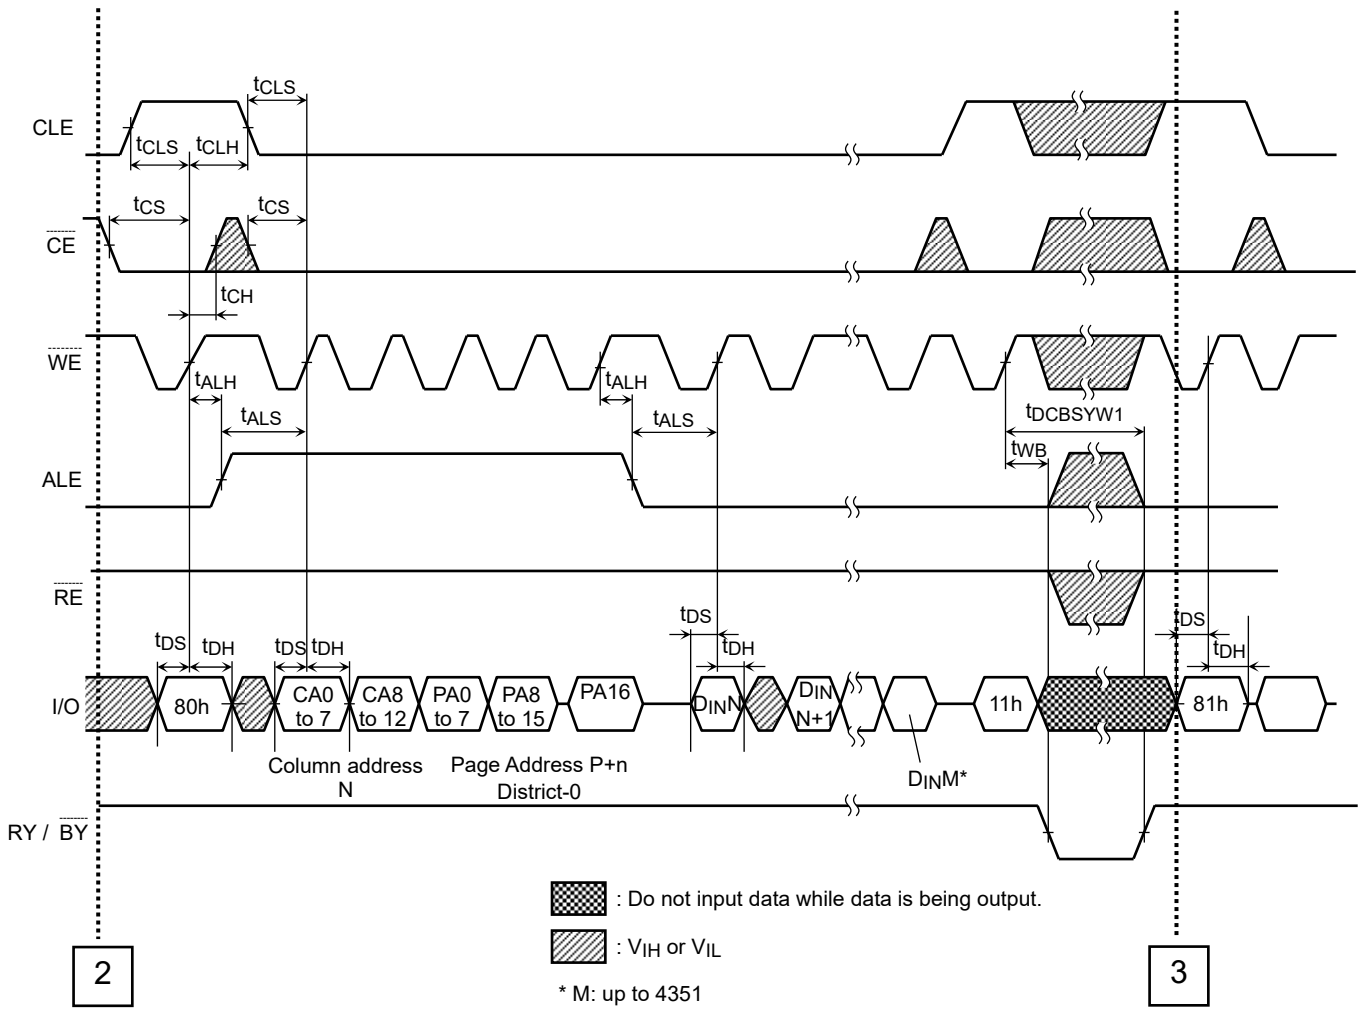 tCLS
CLE
tCLS tCLH
tCS tCS
CE
tCH
WE
tALH tALH
tALS tALS tDCBSYW1
tWB
ALE
RE
tDS tDH tDS tDH tDS tDH tDS tDH
I/O 80h CA0 to 7 CA8 to 12 PA0 to 7 PA8 to 15 PA16 DINN DIN N+1 11h 81h
Column address N
Page Address P+n District-0
DINM*
RY / BY
: Do not input data while data is being output.
: VIH or VIL
2 3
* M: up to 4351